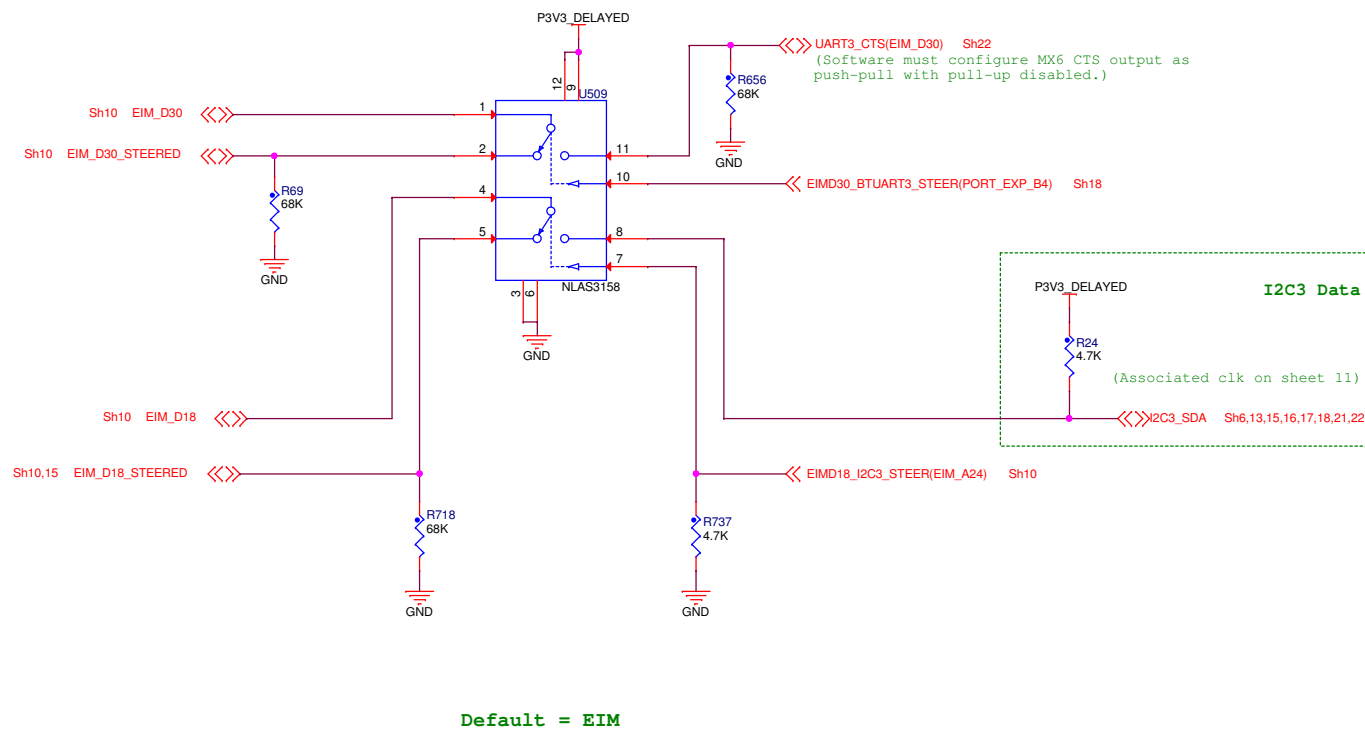 P3V3_DELAYED
UART3_CTS(EIM_D30) Sh22
(Software must configure MX6 CTS output as
push-pull with pull-up disabled.)
R656
68K
GND
12
9
U509
Sh10 EIM_D30
1
Sh10 EIM_D30_STEERED
2
11
R69
68K
GND
4
10
EIMD30_BTUART3_STEER(PORT_EXP_B4) Sh18
5
8
7
NLAS3158
3
6
GND
P3V3_DELAYED
I2C3 Data
R24
4.7K
(Associated clk on sheet 11)
Sh10 EIM_D18
I2C3_SDA Sh6,13,15,16,17,18,21,22
Sh10,15 EIM_D18_STEERED
EIMD18_I2C3_STEER(EIM_A24) Sh10
R718
68K
GND
R737
4.7K
GND
Default = EIM